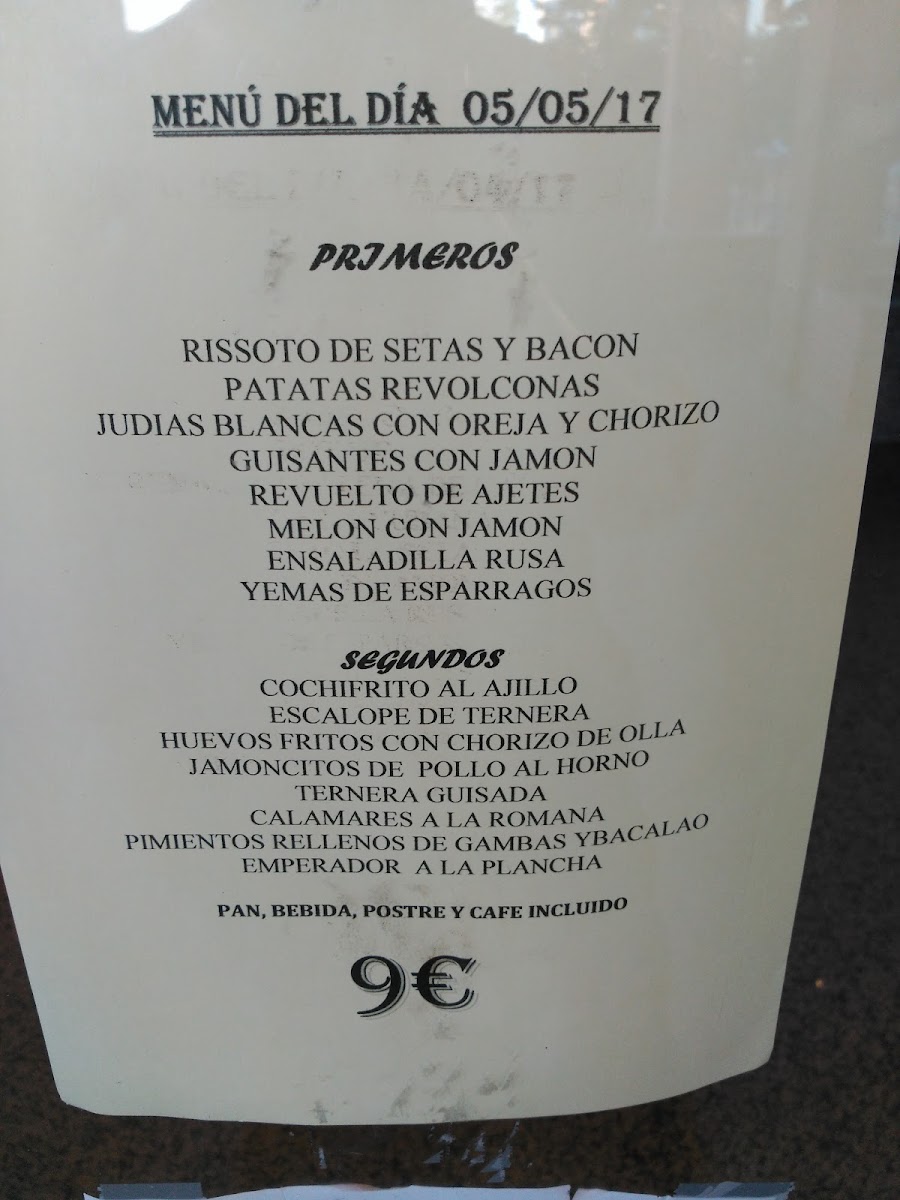 MENÚ DEL DÍA 05/05/17
PRIMEROS
RISSOTO DE SETAS Y BACON
PATATAS REVOLCONAS
JUDIAS BLANCAS CON OREJA Y CHORIZO
GUISANTES CON JAMON
REVUELTO DE AJETES
MELON CON JAMON
ENSALADILLA RUSA
YEMAS DE ESPARRAGOS
SEGUNDOS
COCHIFRITO AL AJILLO
ESCALOPE DE TERNERA
HUEVOS FRITOS CON CHORIZO DE OLLA
JAMONCITOS DE POLLO AL HORNO
TERNERA GUISADA
CALAMARES A LA ROMANA
PIMIENTOS RELLENOS DE GAMBAS YBACALAO
EMPERADOR A LA PLANCHA
PAN, BEBIDA, POSTRE Y CAFE INCLUIDO
9€